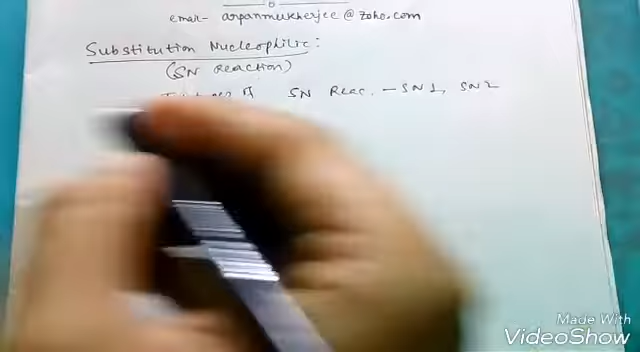 email- arpanmukherjee@zoho.com
Substitution Nucleophilic:
(SN Reaction)
SN Reac. - SN1, SN2
Made With
VideoShow